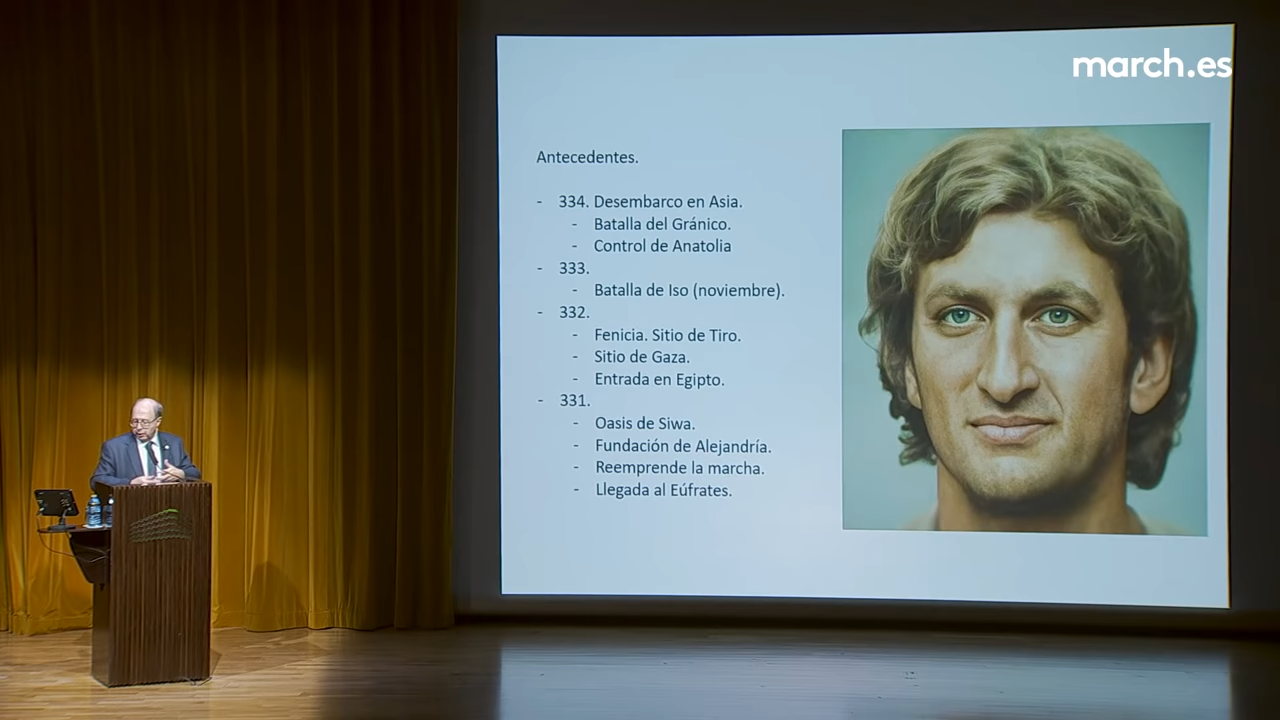 march.es
Antecedentes.
- 334. Desembarco en Asia.
- Batalla del Gránico.
- Control de Anatolia
- 333.
- Batalla de Iso (noviembre).
- 332.
- Fenicia. Sitio de Tiro.
- Sitio de Gaza.
- Entrada en Egipto.
- 331.
- Oasis de Siwa.
- Fundación de Alejandría.
- Reemprende la marcha.
- Llegada al Eúfrates.